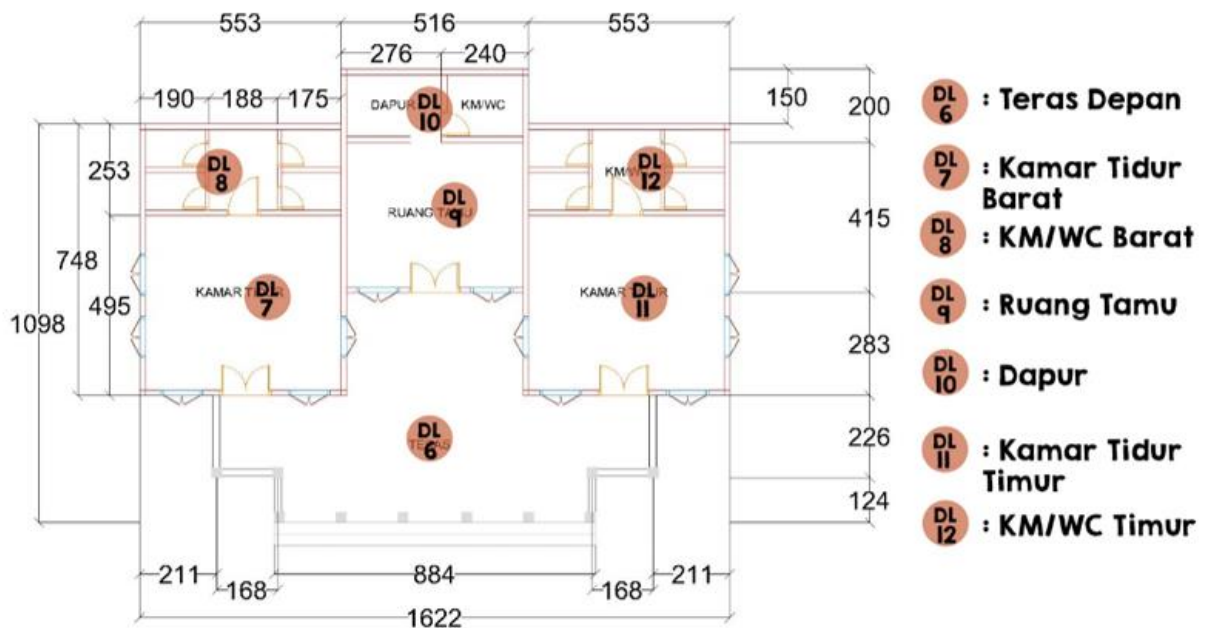 553 516 553
276 240
190 188 175
150 200
DAPUR DL 10 KM/WC
253 DL 8 DL 12
RUANG DL 9
415
748 495
1098
KAMAR DL 7
KAMAR DL 11
283
DL 6
226
124
211 168 884 168 211
1622
DL 6 : Teras Depan
DL 7 : Kamar Tidur
Barat
DL 8 : KM/WC Barat
DL 9 : Ruang Tamu
DL 10 : Dapur
DL 11 : Kamar Tidur
Timur
DL 12 : KM/WC Timur